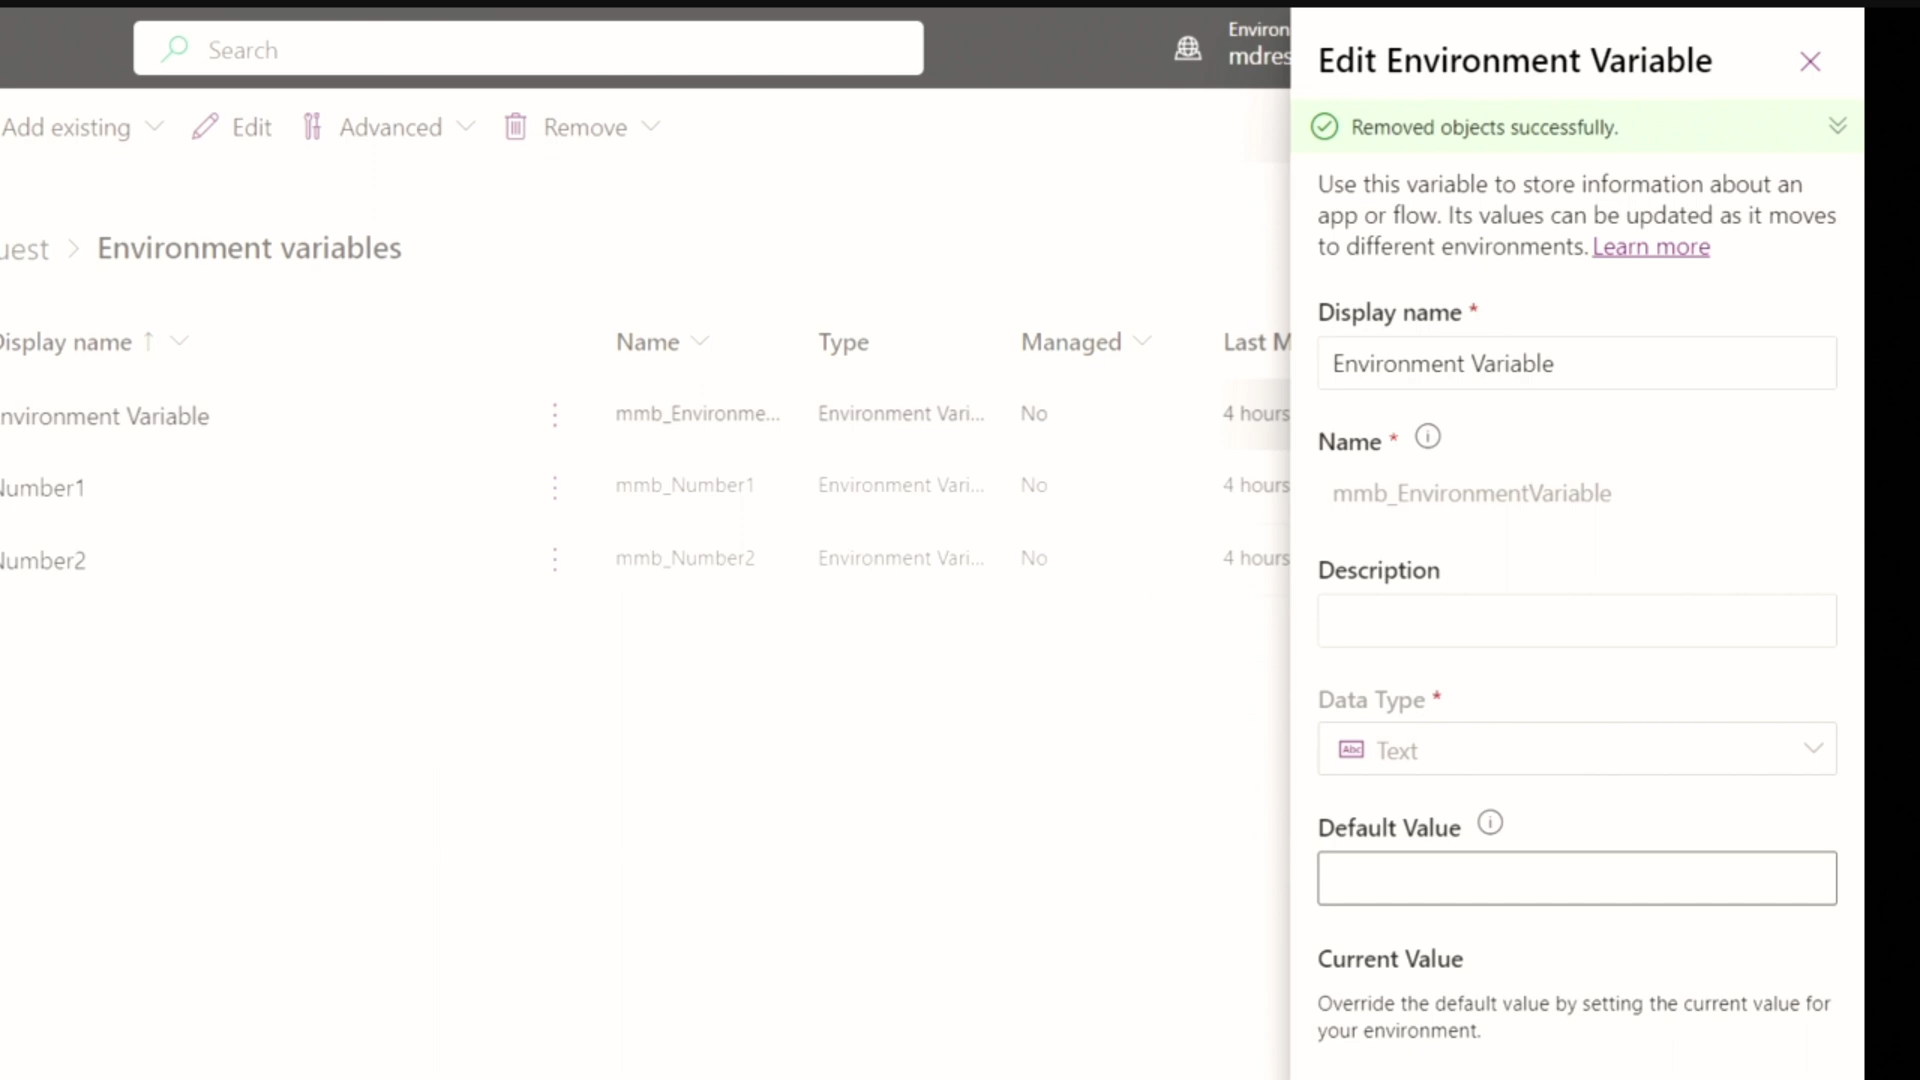 Search
Environ
mdres
Add existing
Edit
Advanced
Remove
uest > Environment variables
Display name ↑
Name
Type
Managed
Last M
nvironment Variable
mmb_Environme...
Environment Vari...
No
4 hours
Number1
mmb_Number1
Environment Vari...
No
4 hours
Number2
mmb_Number2
Environment Vari...
No
4 hours
Edit Environment Variable
Removed objects successfully.
Use this variable to store information about an
app or flow. Its values can be updated as it moves
to different environments. Learn more
Display name *
Environment Variable
Name *
mmb_EnvironmentVariable
Description
Data Type *
Abc Text
Default Value
Current Value
Override the default value by setting the current value for
your environment.